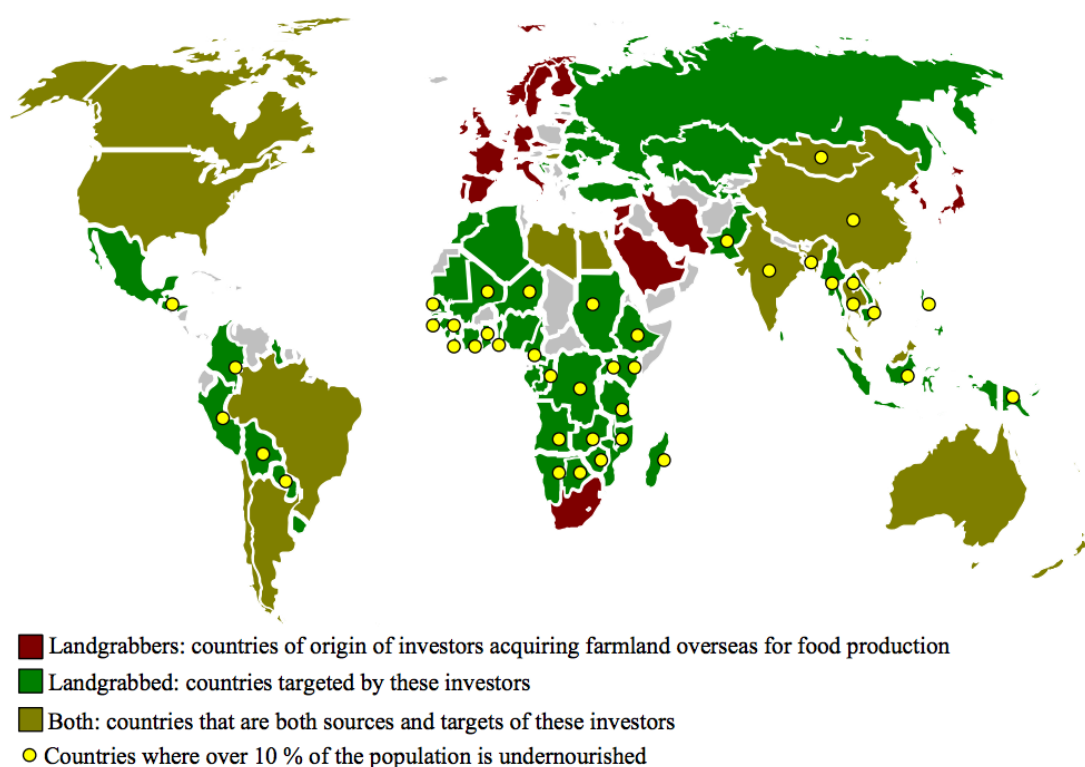 Landgrabbers: countries of origin of investors acquiring farmland overseas for food production
Landgrabbed: countries targeted by these investors
Both: countries that are both sources and targets of these investors
Countries where over 10 % of the population is undernourished